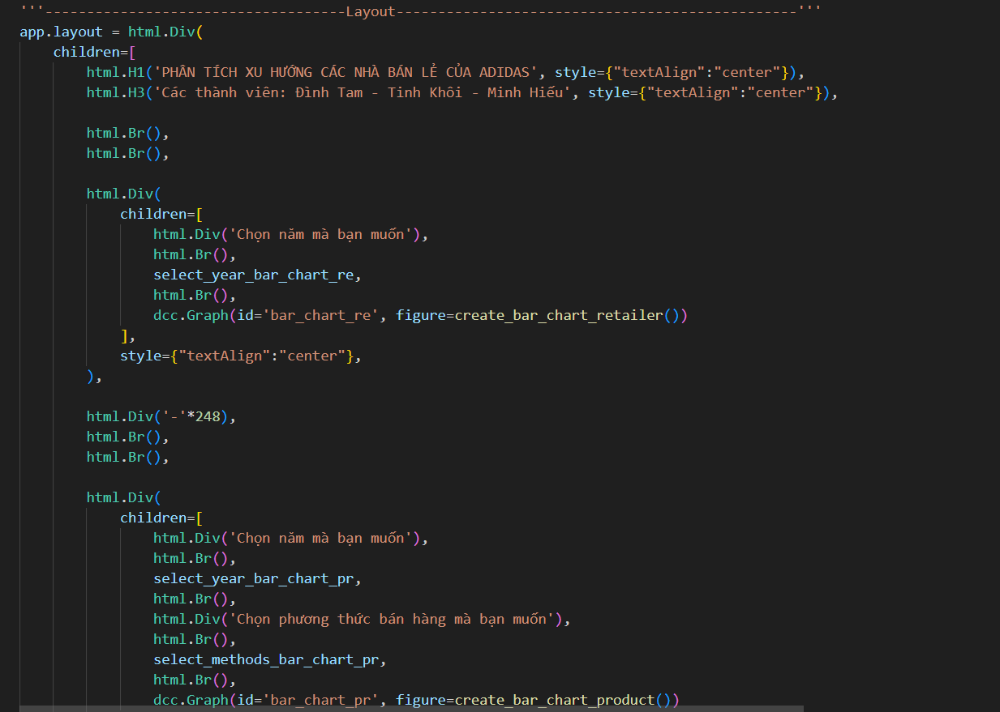 '''------------------------------------Layout------------------------------------------------'''
app.layout = html.Div(
    children=[
        html.H1('PHÂN TÍCH XU HƯỚNG CÁC NHÀ BÁN LẺ CỦA ADIDAS', style={"textAlign":"center"}),
        html.H3('Các thành viên: Đình Tam - Tinh Khôi - Minh Hiếu', style={"textAlign":"center"}),

        html.Br(),
        html.Br(),

        html.Div(
            children=[
                html.Div('Chọn năm mà bạn muốn'),
                html.Br(),
                select_year_bar_chart_re,
                html.Br(),
                dcc.Graph(id='bar_chart_re', figure=create_bar_chart_retailer())
            ],
            style={"textAlign":"center"},
        ),

        html.Div('-'*248),
        html.Br(),
        html.Br(),

        html.Div(
            children=[
                html.Div('Chọn năm mà bạn muốn'),
                html.Br(),
                select_year_bar_chart_pr,
                html.Br(),
                html.Div('Chọn phương thức bán hàng mà bạn muốn'),
                html.Br(),
                select_methods_bar_chart_pr,
                html.Br(),
                dcc.Graph(id='bar_chart_pr', figure=create_bar_chart_product())